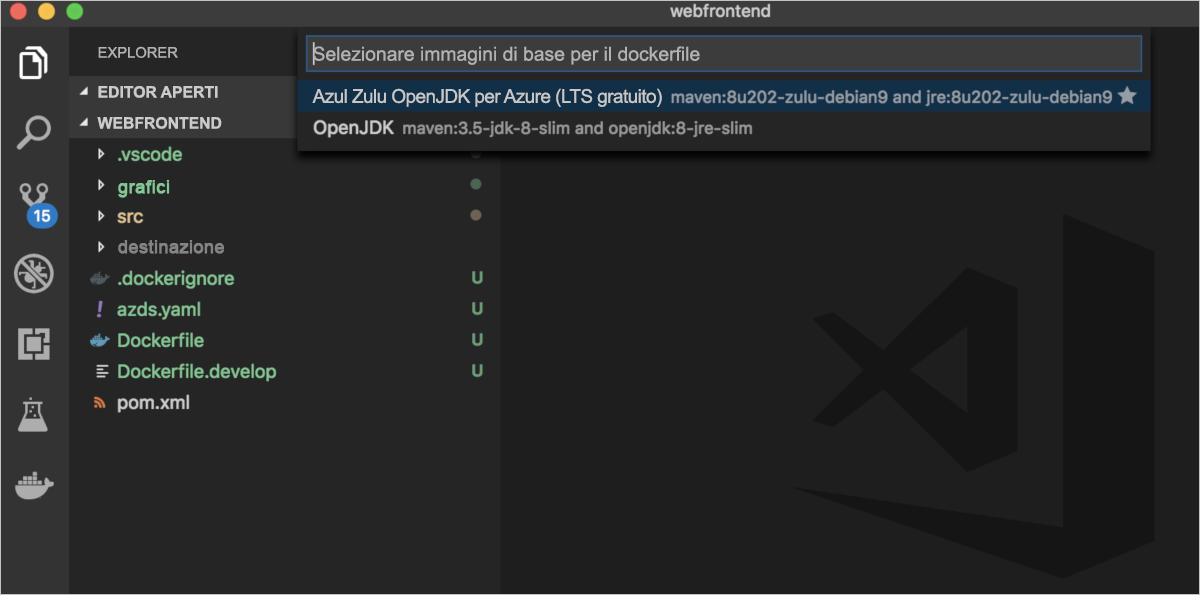 webfrontend
EXPLORER
Selezionare immagini di base per il dockerfile
Azul Zulu OpenJDK per Azure (LTS gratuito) maven:8u202-zulu-debian9 and jre:8u202-zulu-debian9
OpenJDK maven:3.5-jdk-8-slim and openjdk:8-jre-slim
EDITOR APERTI
WEBFRONTEND
.vscode
grafici
src
15
destinazione
.dockerignore U
! azds.yaml U
Dockerfile U
Dockerfile.develop U
pom.xml